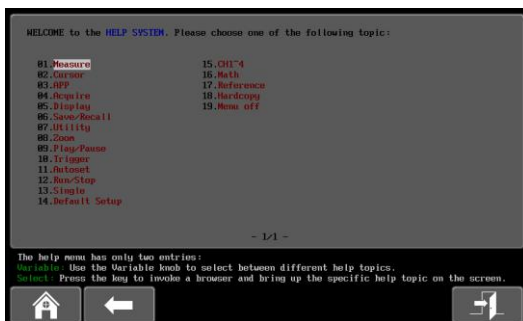 WELCOME to the HELP SYSTEM. Please choose one of the following topic:
01.Measure
02.Cursor
03.APP
04.Acquire
05.Display
06.Save/Recall
07.Utility
08.Zoom
09.Play/Pause
10.Trigger
11.Autoset
12.Run/Stop
13.Single
14.Default Setup
15.CH1~4
16.Math
17.Reference
18.Hardcopy
19.Menu off
- 1/1 -
The help menu has only two entries:
Variable: Use the Variable knob to select between different help topics.
Select: Press the key to invoke a browser and bring up the specific help topic on the screen.